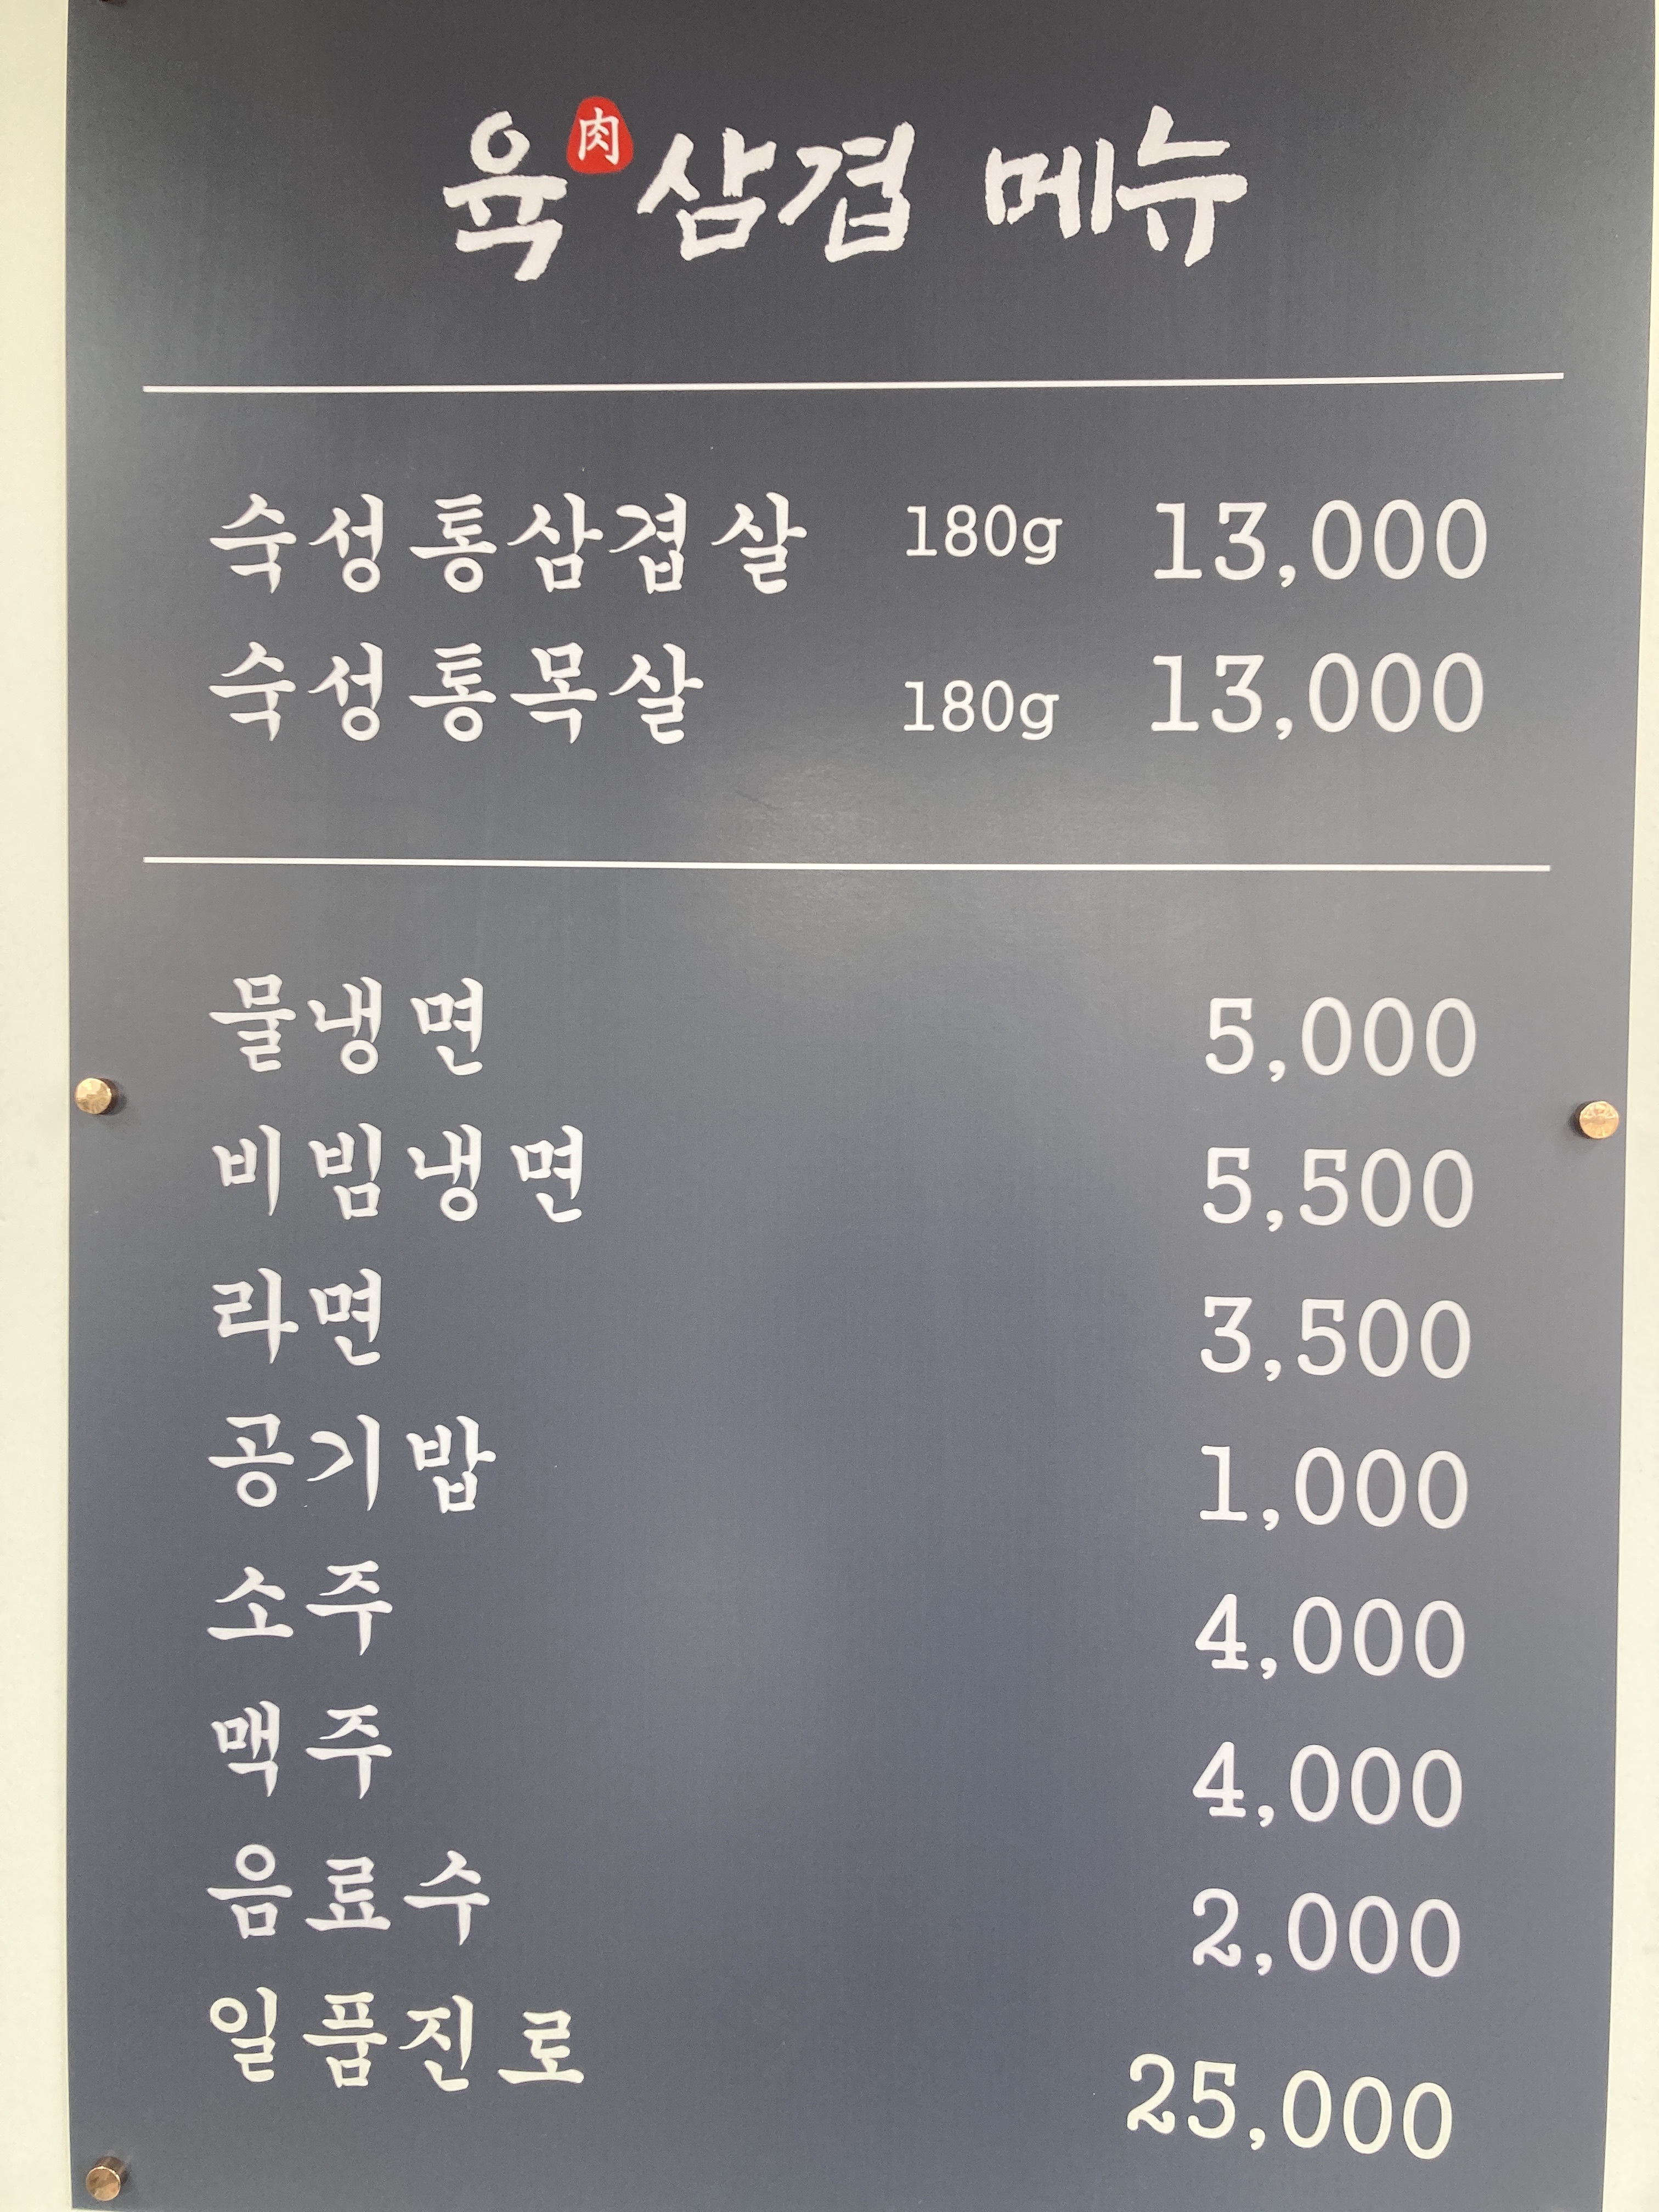 육肉삼겹 메뉴
숙성통삼겹살 180g 13,000
숙성통목살 180g 13,000
물냉면 5,000
비빔냉면 5,500
라면 3,500
공기밥 1,000
소주 4,000
맥주 4,000
음료수 2,000
일품진로 25,000